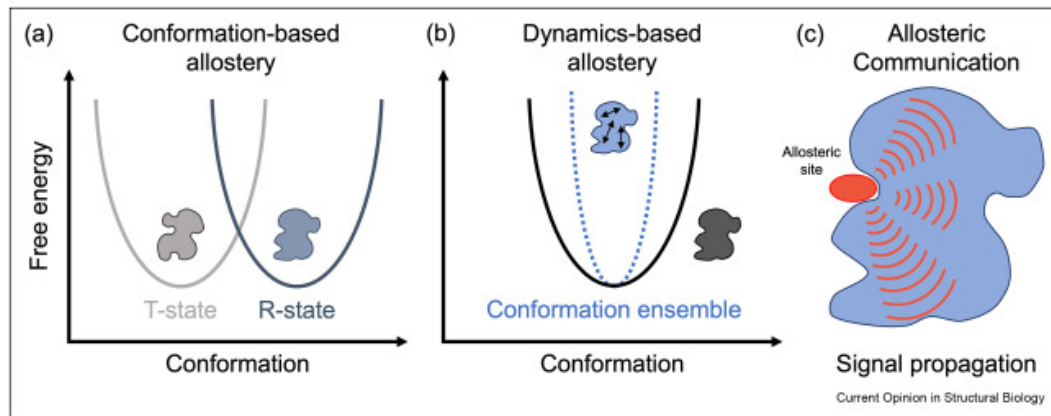 (a) Conformation-based
allostery
Free energy
T-state
R-state
Conformation
(b) Dynamics-based
allostery
Conformation ensemble
Conformation
(c) Allosteric
Communication
Allosteric
site
Signal propagation
Current Opinion in Structural Biology